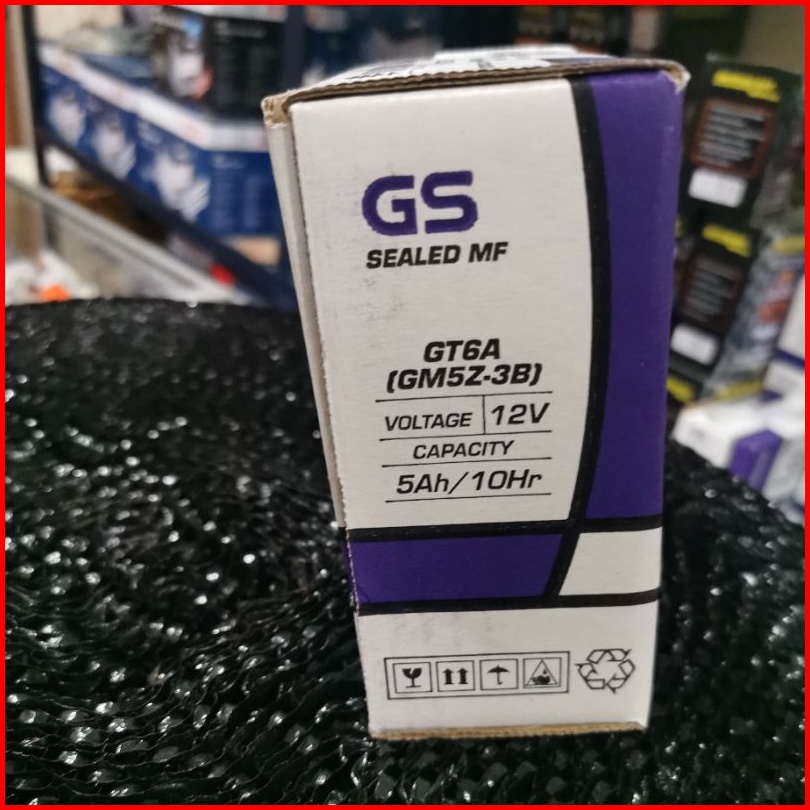 GS
SEALED MF
GT6A
(GM5Z-3B)
VOLTAGE 12V
CAPACITY
5Ah/10Hr